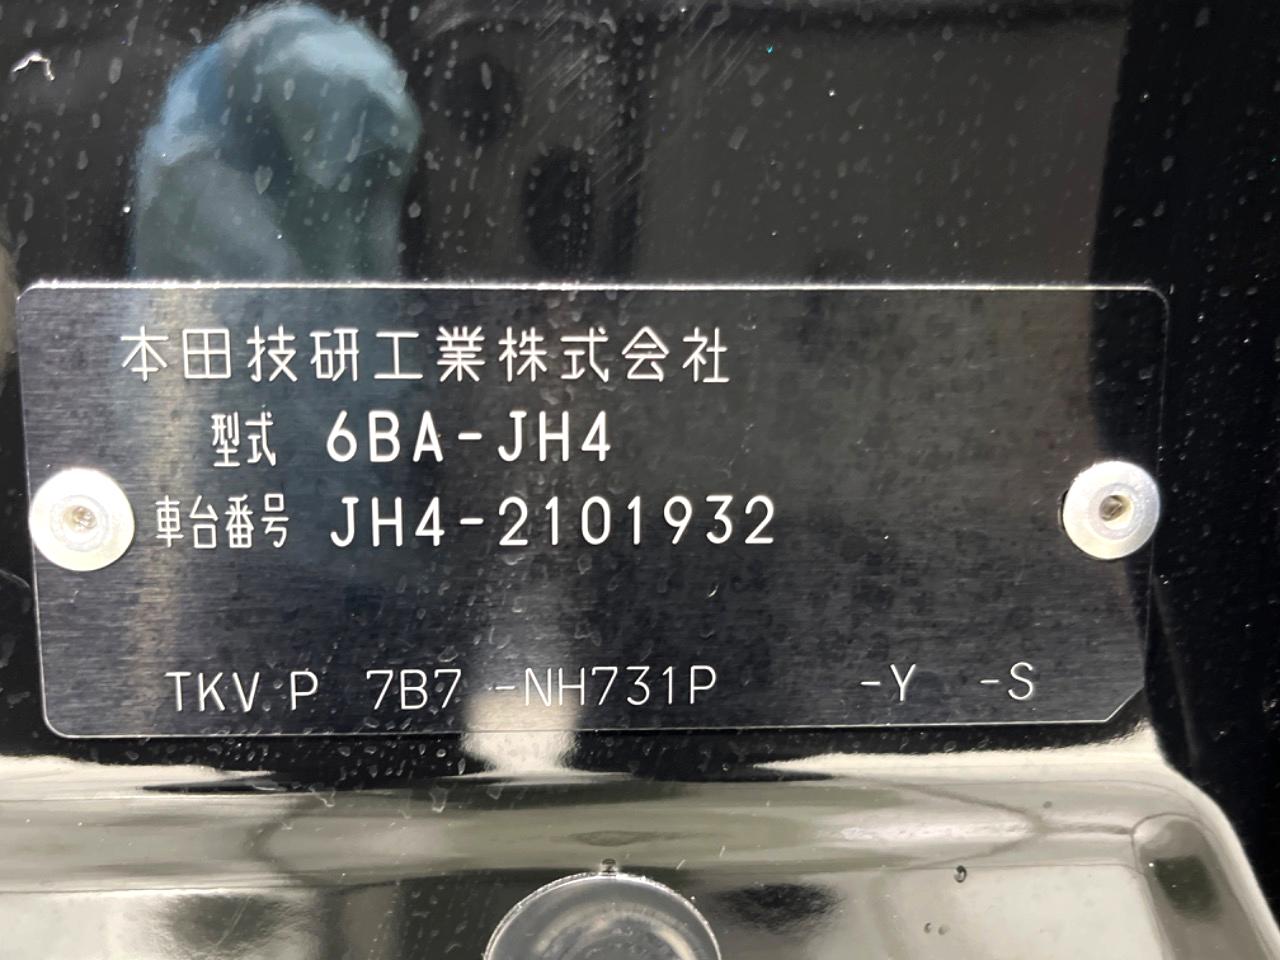 本田技研工業株式会社
型式 6BA-JH4
車台番号 JH4-2101932
TKV P 7B7 -NH731P -Y -S